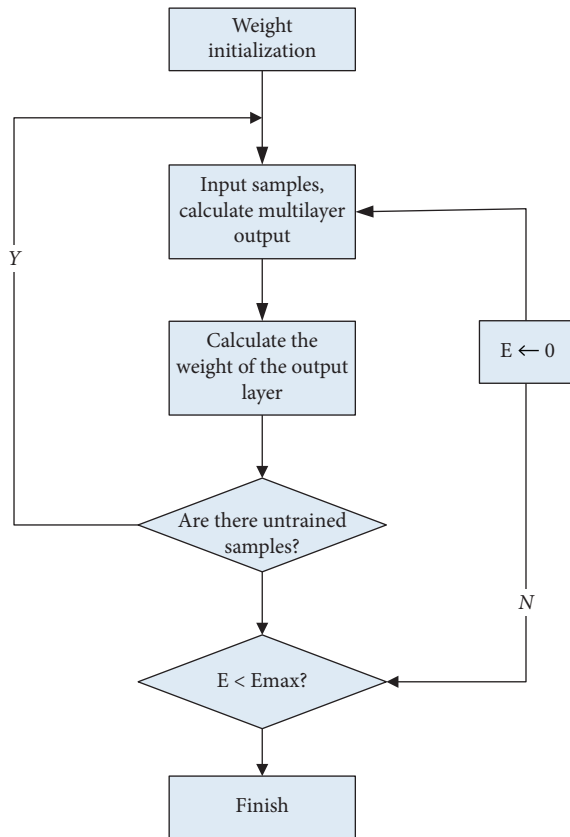 Weight
initialization
Input samples,
calculate multilayer
output
Y
E ← 0
Calculate the
weight of the output
layer
Are there untrained
samples?
N
E < Emax?
Finish